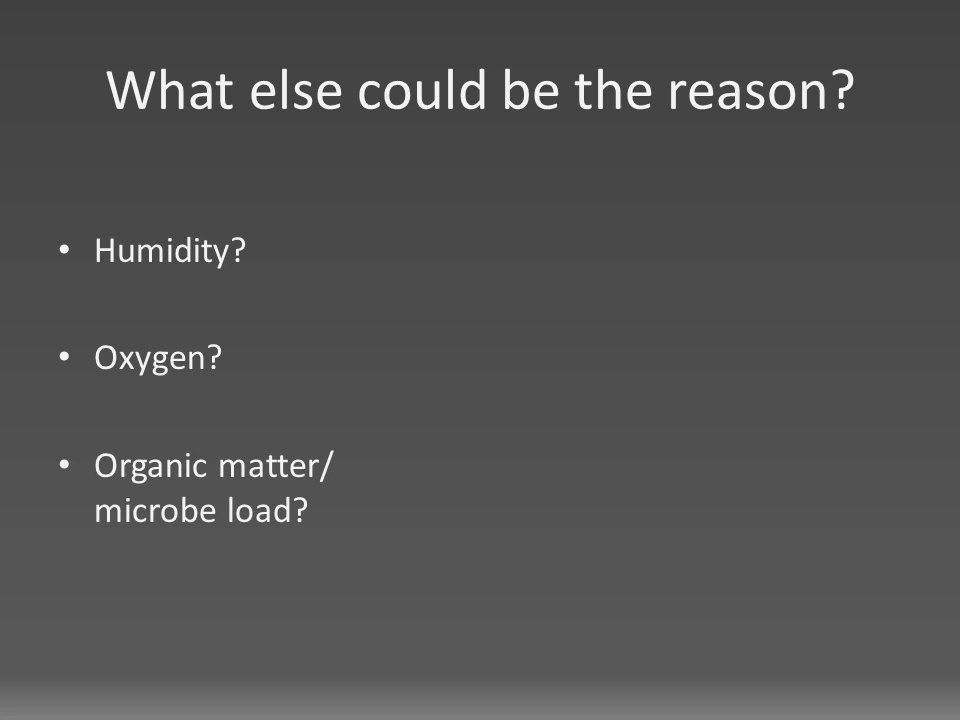 What else could be the reason?
• Humidity?
• Oxygen?
• Organic matter/
microbe load?